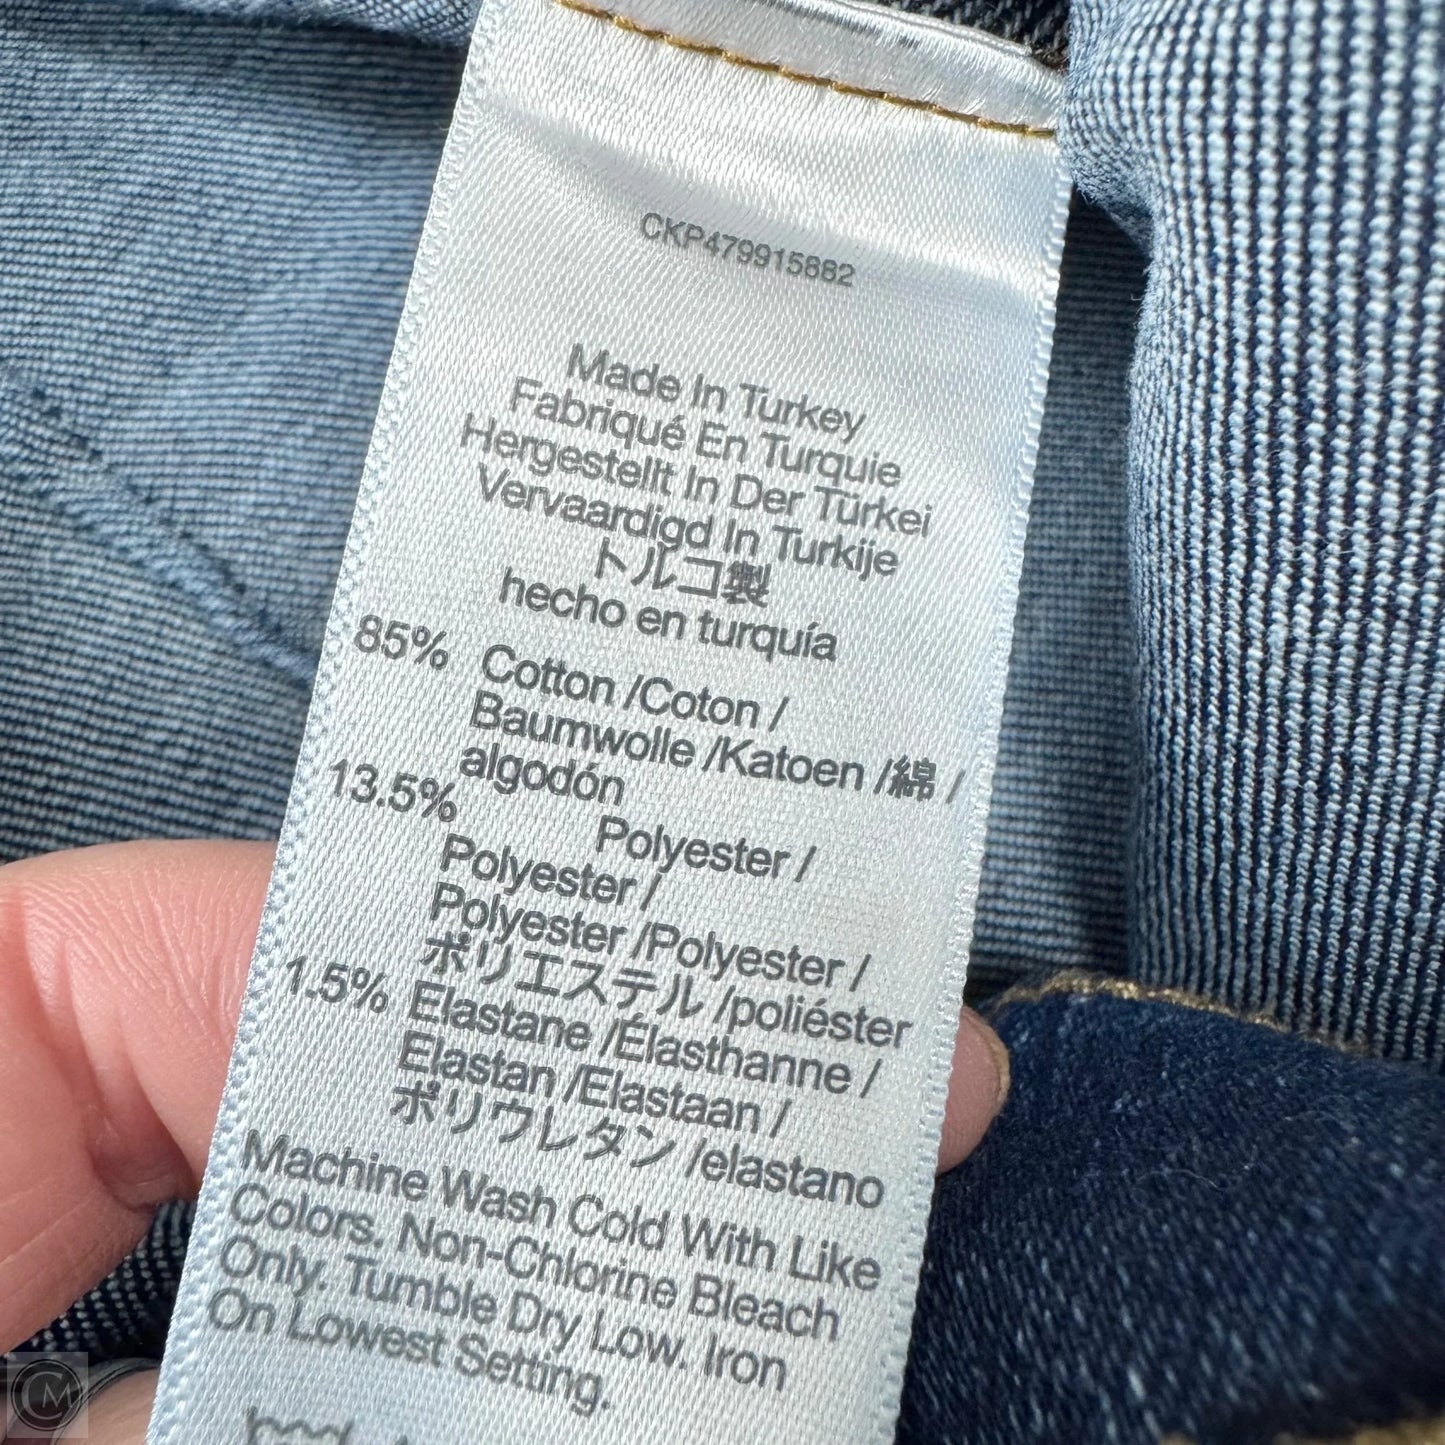 CKP479915882
Made In Turkey
Fabriqué En Turquie
Hergestellt In Der Türkei
Vervaardigd In Turkije
トルコ製
hecho en turquía
85% Cotton /Coton /
Baumwolle /Katoen /綿 /
algodón
13.5% Polyester /
Polyester /
Polyester /Polyester /
ポリエステル /poliéster
1.5% Elastane /Élasthanne /
Elastan /Elastaan /
ポリウレタン /elastano
Machine Wash Cold With Like
Colors. Non-Chlorine Bleach
Only. Tumble Dry Low. Iron
On Lowest Setting.
CM